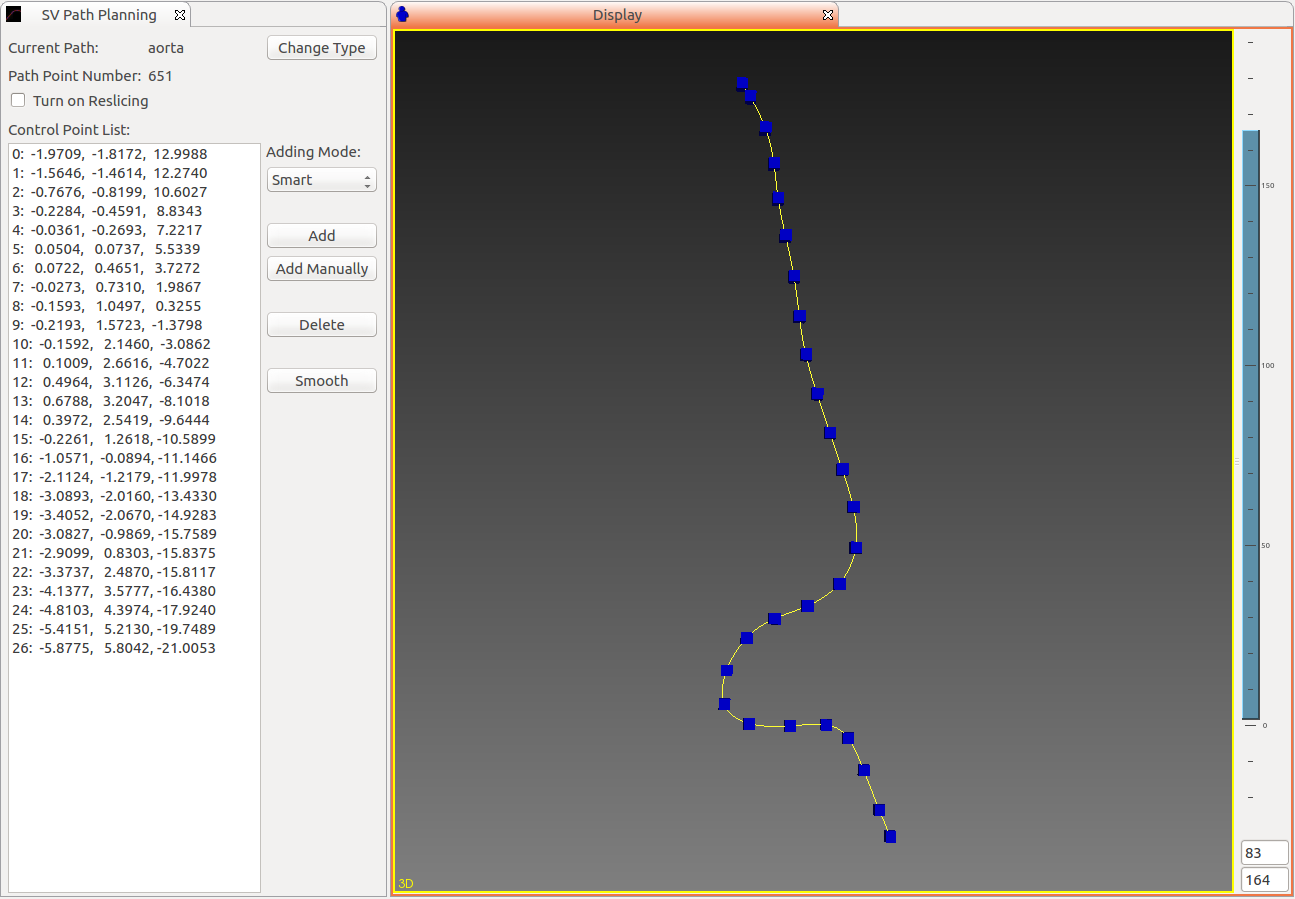 SV Path Planning
Current Path: aorta
Change Type
Path Point Number: 651
Turn on Reslicing
Control Point List:
0: -1.9709, -1.8172, 12.9988
1: -1.5646, -1.4614, 12.2740
2: -0.7676, -0.8199, 10.6027
3: -0.2284, -0.4591, 8.8343
4: -0.0361, -0.2693, 7.2217
5: 0.0504, 0.0737, 5.5339
6: 0.0722, 0.4651, 3.7272
7: -0.0273, 0.7310, 1.9867
8: -0.1593, 1.0497, 0.3255
9: -0.2193, 1.5723, -1.3798
10: -0.1592, 2.1460, -3.0862
11: 0.1009, 2.6616, -4.7022
12: 0.4964, 3.1126, -6.3474
13: 0.6788, 3.2047, -8.1018
14: 0.3972, 2.5419, -9.6444
15: -0.2261, 1.2618, -10.5899
16: -1.0571, -0.0894, -11.1466
17: -2.1124, -1.2179, -11.9978
18: -3.0893, -2.0160, -13.4330
19: -3.4052, -2.0670, -14.9283
20: -3.0827, -0.9869, -15.7589
21: -2.9099, 0.8303, -15.8375
22: -3.3737, 2.4870, -15.8117
23: -4.1377, 3.5777, -16.4380
24: -4.8103, 4.3974, -17.9240
25: -5.4151, 5.2130, -19.7489
26: -5.8775, 5.8042, -21.0053
Adding Mode:
Smart
Add
Add Manually
Delete
Smooth
Display
3D
150
100
50
0
83
164